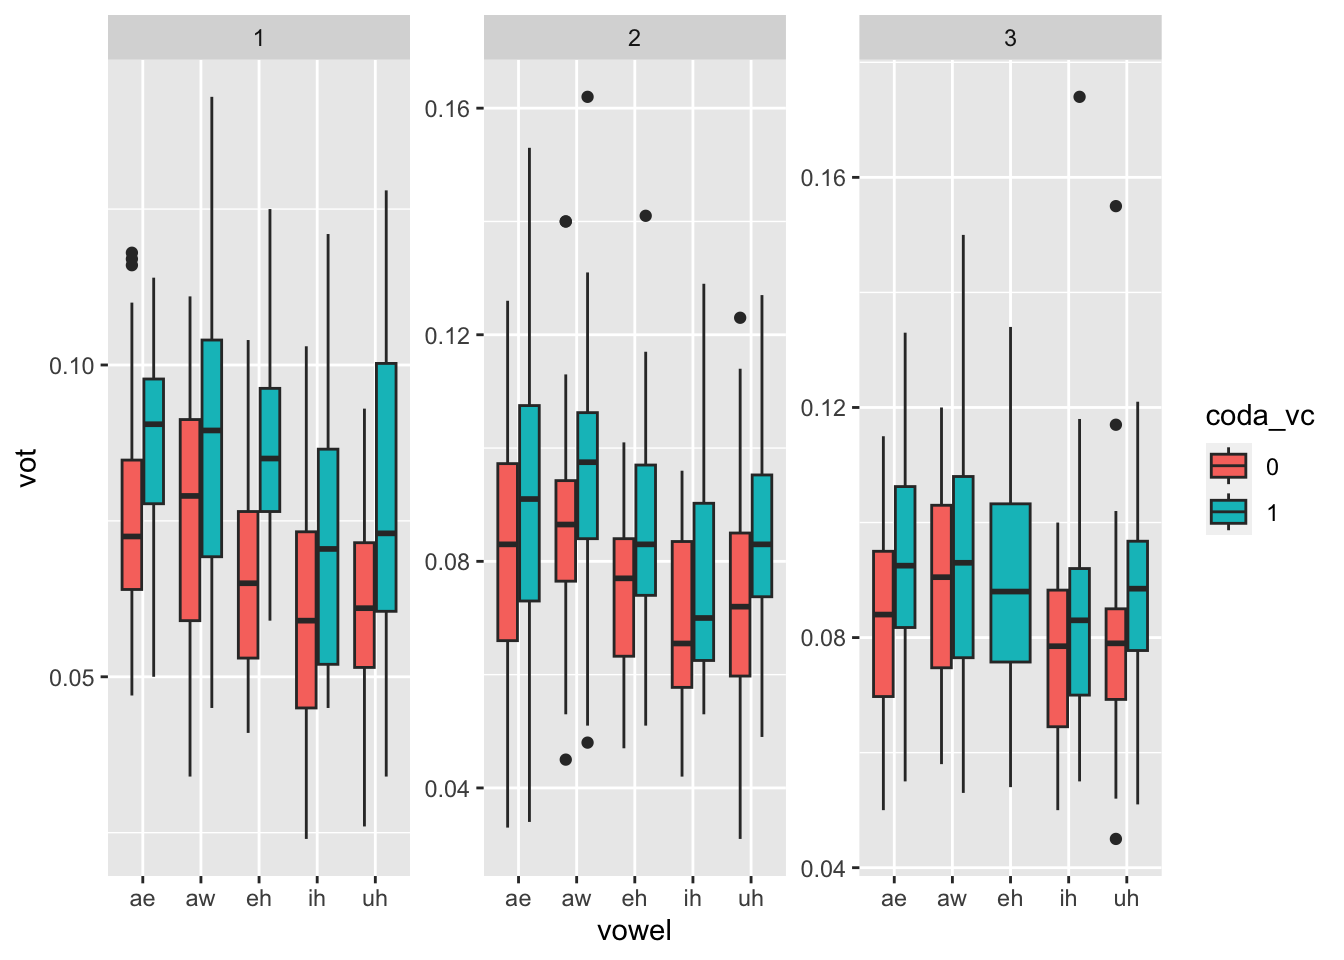 1
2
3
0.10
0.05
0.16
0.12
0.08
0.04
0.16
0.12
0.08
0.04
vot
ae aw eh ih uh
ae aw eh ih uh
ae aw eh ih uh
vowel
coda_vc
0
1